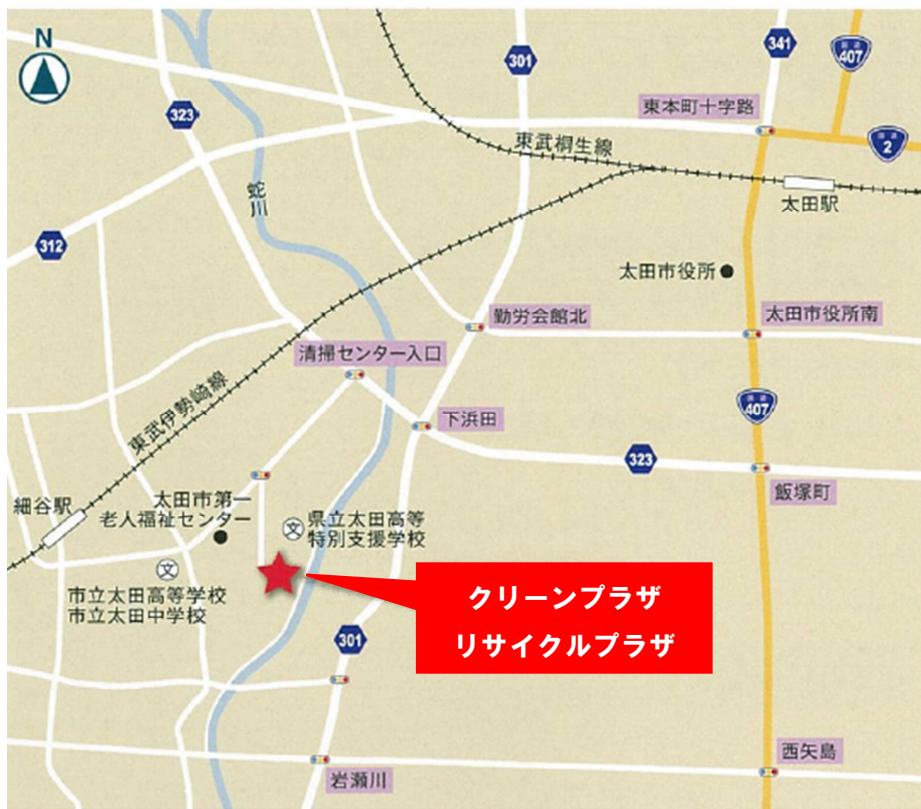 N
301
341
国道
407
323
東本町十字路
国道
2
東武桐生線
蛇川
太田駅
312
太田市役所
勤労会館北
太田市役所南
清掃センター入口
東武伊勢崎線
国道
407
下浜田
323
飯塚町
細谷駅
太田市第一
老人福祉センター
文
県立太田高等
特別支援学校
文
市立太田高等学校
市立太田中学校
クリーンプラザ
リサイクルプラザ
301
西矢島
岩瀬川